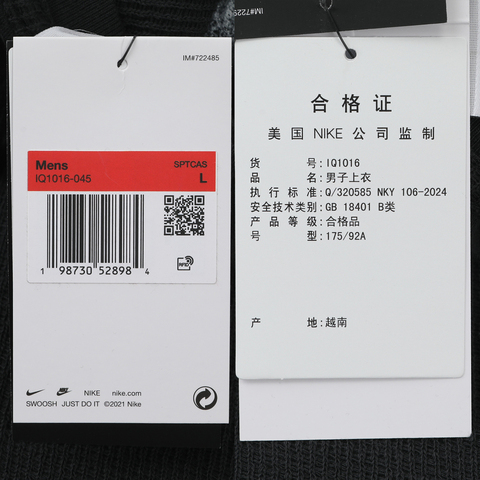 IM#722485
Mens
SPTCAS
IQ1016-045
L
1 98730 52898 4
RFID
NIKE
nike.com
SWOOSH JUST DO IT ©2021 Nike
合格证
美国 NIKE 公司监制
货 号:IQ1016
品 名:男子上衣
执行标准:Q/320585 NKY 106-2024
安全技术类别:GB 18401 B类
产品等级:合格品
号 型:175/92A
产 地:越南